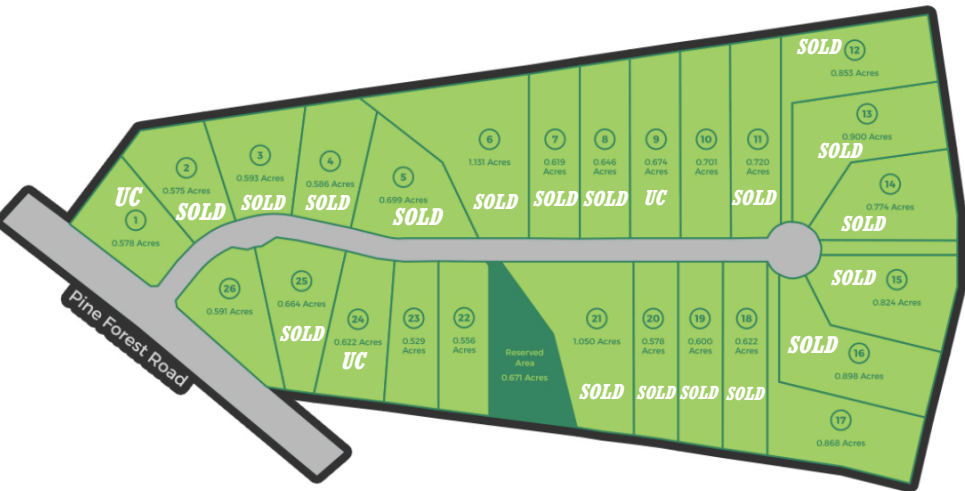 SOLD
12
0.853 Acres
13
0.900 Acres
SOLD
14
0.774 Acres
SOLD
SOLD
15
0.824 Acres
SOLD
16
0.898 Acres
17
0.868 Acres
11
0.720
Acres
SOLD
10
0.701
Acres
9
0.674
Acres
UC
8
0.646
Acres
SOLD
7
0.619
Acres
SOLD
6
1.131 Acres
SOLD
5
0.699 Acres
SOLD
4
0.586 Acres
SOLD
3
0.593 Acres
SOLD
2
0.575 Acres
SOLD
UC
1
0.578 Acres
26
0.591 Acres
25
0.664 Acres
SOLD
24
0.622 Acres
UC
23
0.529
Acres
22
0.556
Acres
Reserved
Area
0.671 Acres
21
1.050 Acres
SOLD
20
0.578
Acres
SOLD
19
0.600
Acres
SOLD
18
0.622
Acres
SOLD
Pine Forest Road